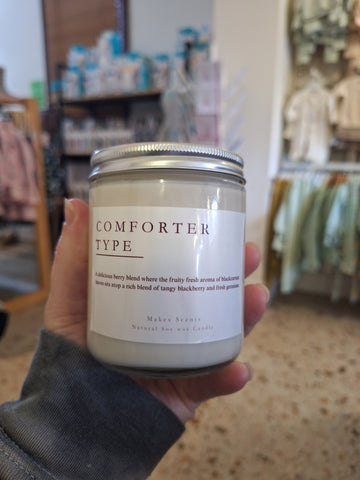 COMFORTER
TYPE
A delicious berry blend where the fruity fresh aroma of blackcurrant
leaves sits atop a rich blend of tangy blackberry and fresh geranium
Makes Scents
Natural Soy wax Candle